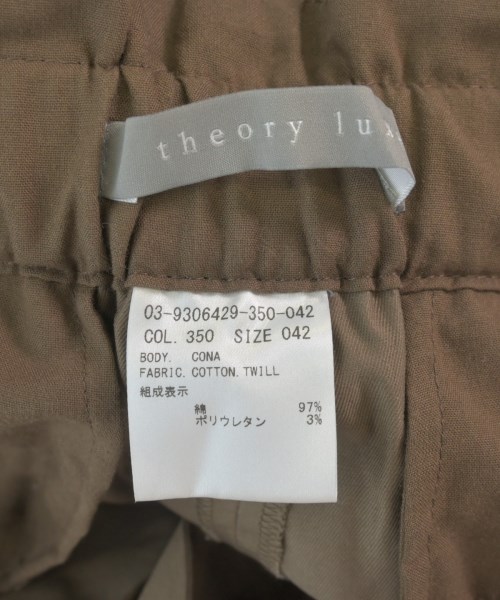 theory lu
03-9306429-350-042
COL. 350 SIZE 042
BODY. CONA
FABRIC. COTTON. TWILL
組成表示
綿 97%
ポリウレタン 3%